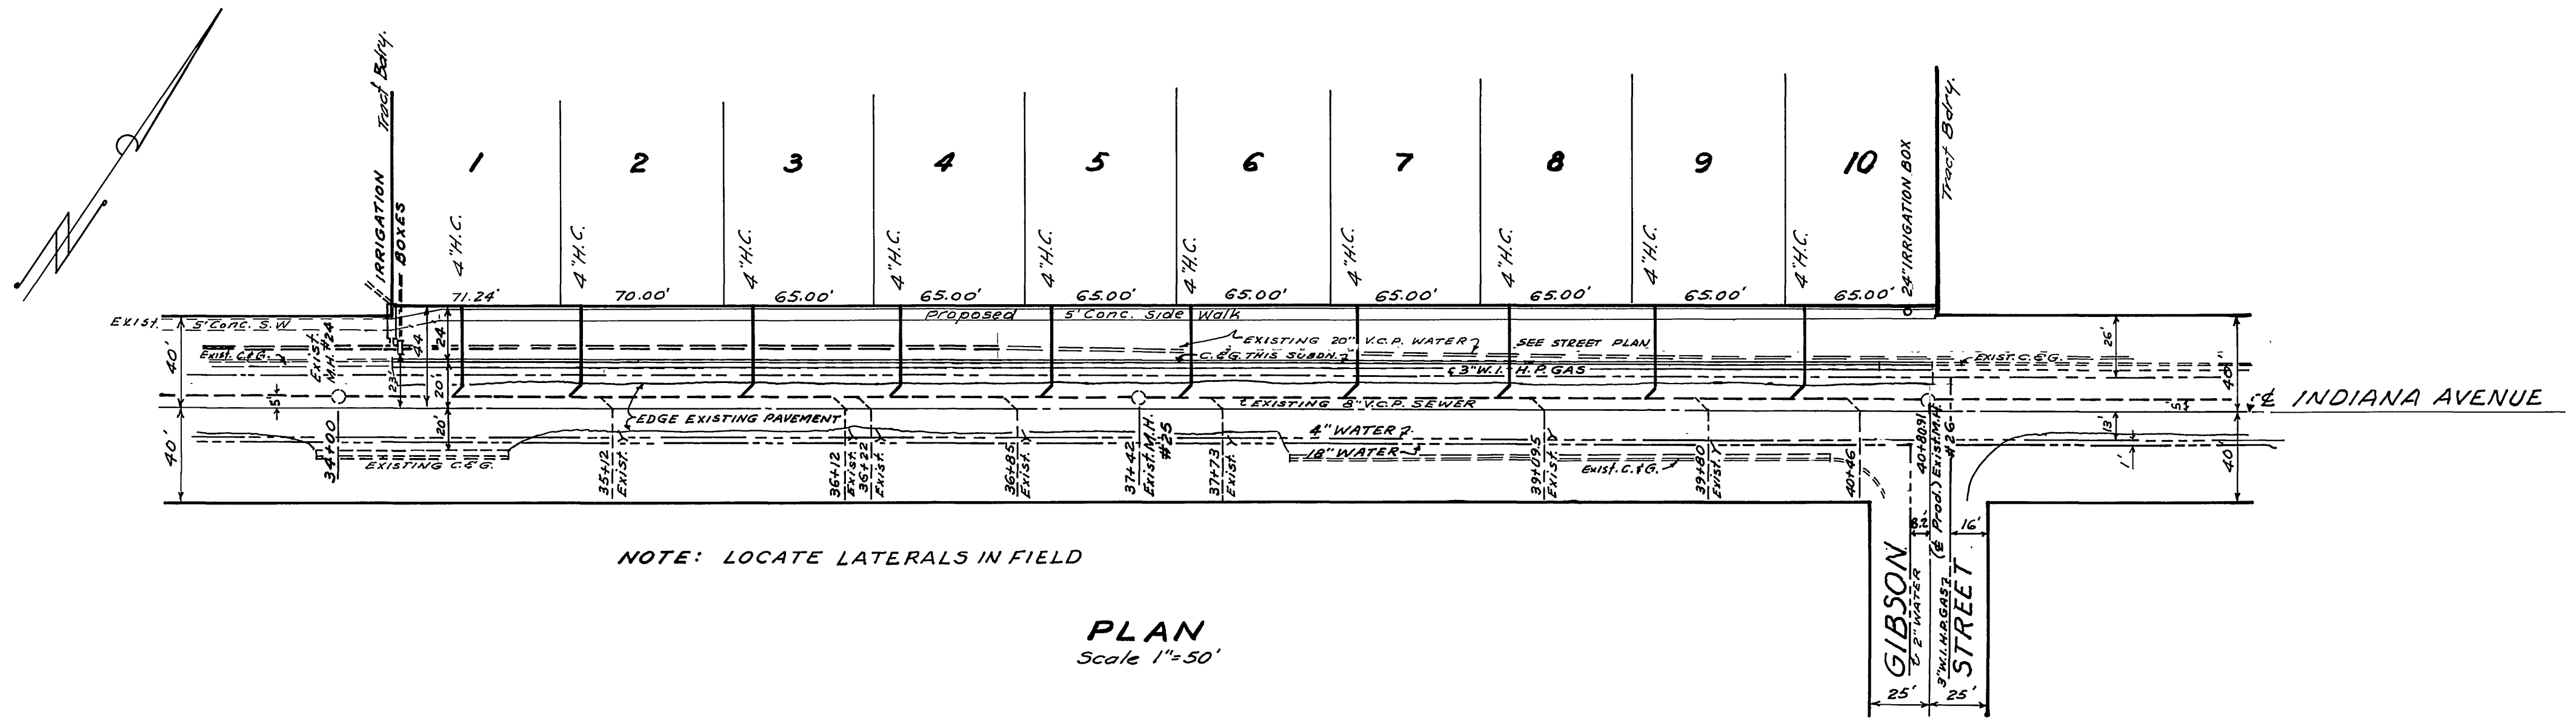 N
Tract Bdry.
IRRIGATION
BOXES
1
2
3
4
5
6
7
8
9
10
24" IRRIGATION BOX
Tract Bdry.
4"H.C.
4"H.C.
4"H.C.
4"H.C.
4"H.C.
4"H.C.
4"H.C.
4"H.C.
4"H.C.
4"H.C.
71.24'
70.00'
65.00'
65.00'
65.00'
65.00'
65.00'
65.00'
65.00'
65.00'
EXIST. 5' Conc. S.W
Proposed 5' Conc. Side Walk
EXISTING 20" V.C.P. WATER
SEE STREET PLAN
C.&G. THIS SUBDN.
Exist. C.&G.
EXIST. C.&G.
3" W.I. H.P. GAS
EXIST.
M.H. #24
40'
40'
5'
23'
44'
24'
20'
20'
26'
40'
5'
13'
1'
40'
EXISTING 8" V.C.P. SEWER
EDGE EXISTING PAVEMENT
℄ INDIANA AVENUE
4" WATER
18" WATER
EXISTING C.&G.
Exist. C.&G.
34+00
35+12
Exist. Y
36+12
Exist. Y
36+22
Exist. Y
36+85
Exist. Y
37+42
Exist. M.H.
#25
37+73
Exist. Y
39+09.5
Exist. Y
39+80
Exist. Y
40+46
40+80.91
(℄ Prod.) Exist. M.H.
#26
8.2'
16'
GIBSON
STREET
2" WATER
3" W.I. H.P. GAS
25'
25'
NOTE: LOCATE LATERALS IN FIELD
PLAN
Scale 1"=50'